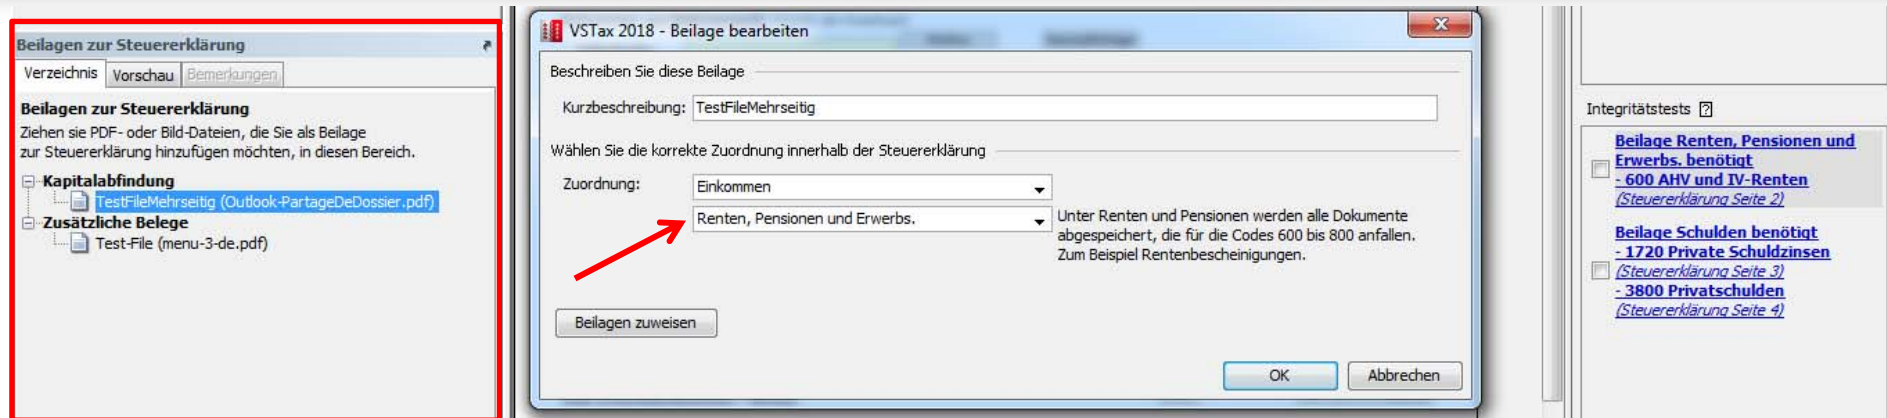 Beilagen zur Steuererklärung
Verzeichnis Vorschau Bemerkungen
Beilagen zur Steuererklärung
Ziehen sie PDF- oder Bild-Dateien, die Sie als Beilage
zur Steuererklärung hinzufügen möchten, in diesen Bereich.
Kapitalabfindung
TestFileMehrseitig (Outlook-PartageDeDossier.pdf)
Zusätzliche Belege
Test-File (menu-3-de.pdf)
VSTax 2018 - Beilage bearbeiten
Beschreiben Sie diese Beilage
Kurzbeschreibung: TestFileMehrseitig
Wählen Sie die korrekte Zuordnung innerhalb der Steuererklärung
Zuordnung: Einkommen
Renten, Pensionen und Erwerbs.
Unter Renten und Pensionen werden alle Dokumente
abgespeichert, die für die Codes 600 bis 800 anfallen.
Zum Beispiel Rentenbescheinigungen.
Beilagen zuweisen
OK Abbrechen
Integritätstests ?
Beilage Renten, Pensionen und
Erwerbs. benötigt
- 600 AHV und IV-Renten
(Steuererklärung Seite 2)
Beilage Schulden benötigt
- 1720 Private Schuldzinsen
(Steuererklärung Seite 3)
- 3800 Privatschulden
(Steuererklärung Seite 4)